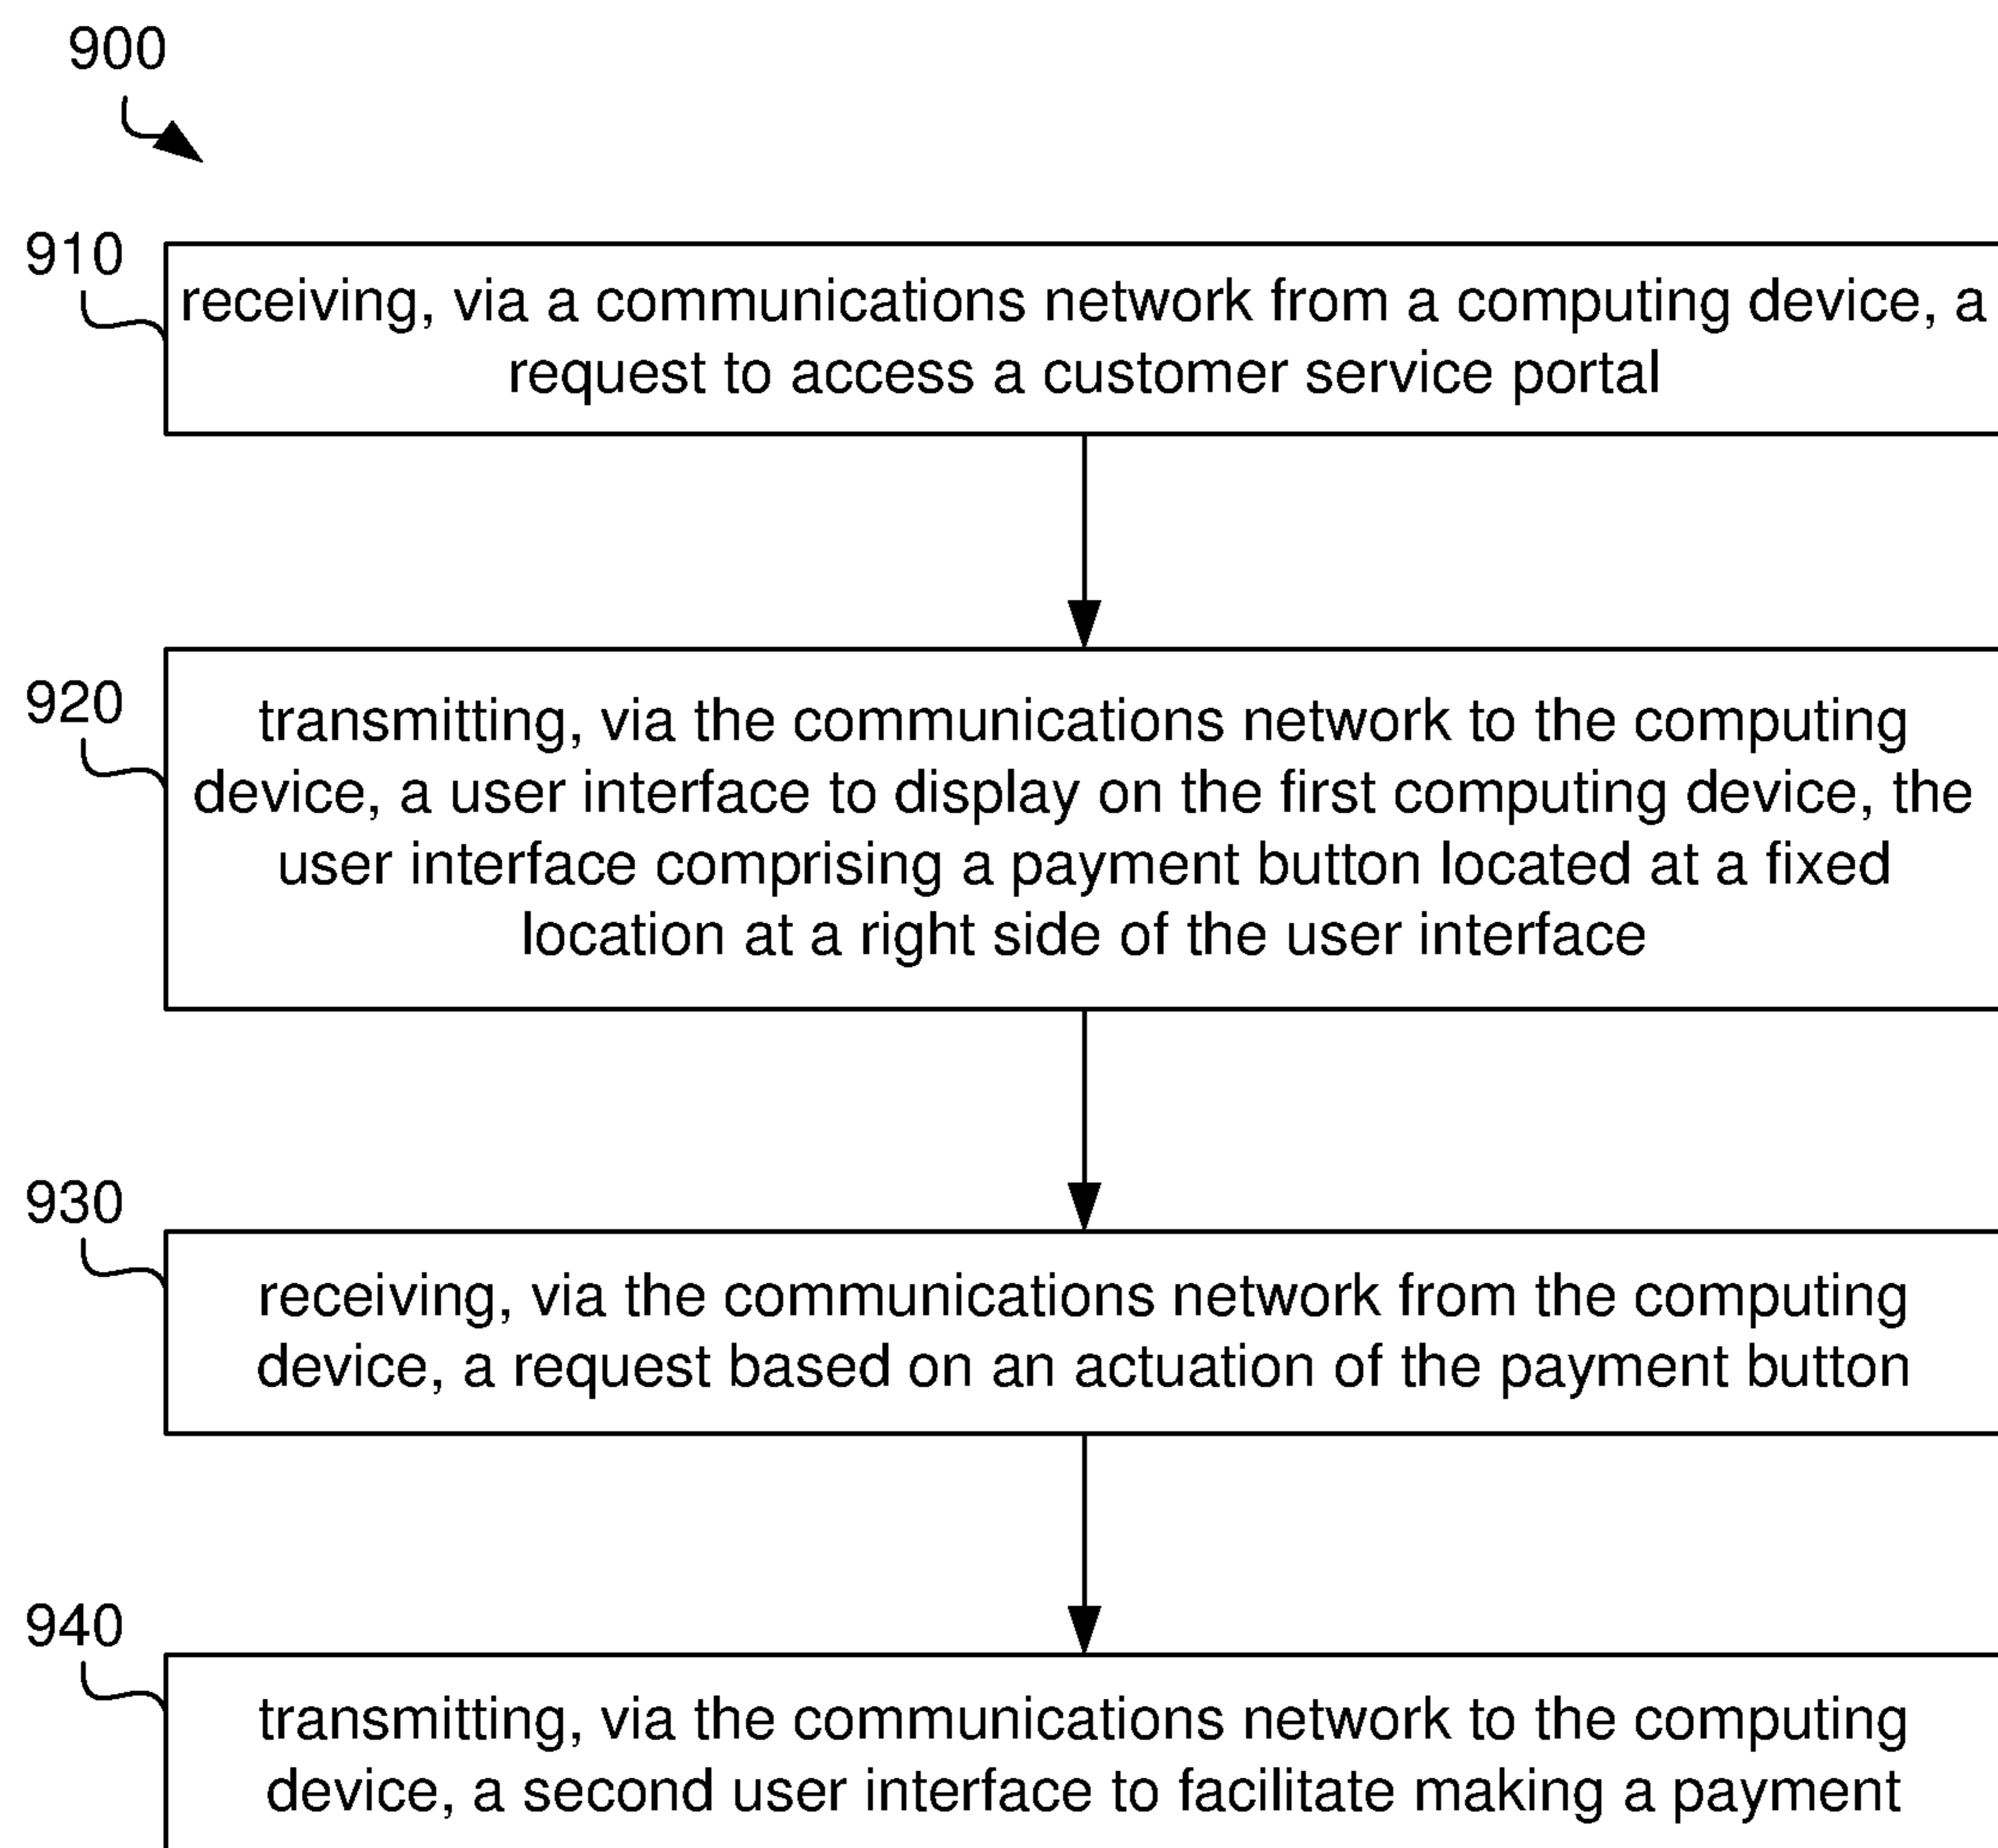 900
910
receiving, via a communications network from a computing device, a
request to access a customer service portal
920
transmitting, via the communications network to the computing
device, a user interface to display on the first computing device, the
user interface comprising a payment button located at a fixed
location at a right side of the user interface
930
receiving, via the communications network from the computing
device, a request based on an actuation of the payment button
940
transmitting, via the communications network to the computing
device, a second user interface to facilitate making a payment